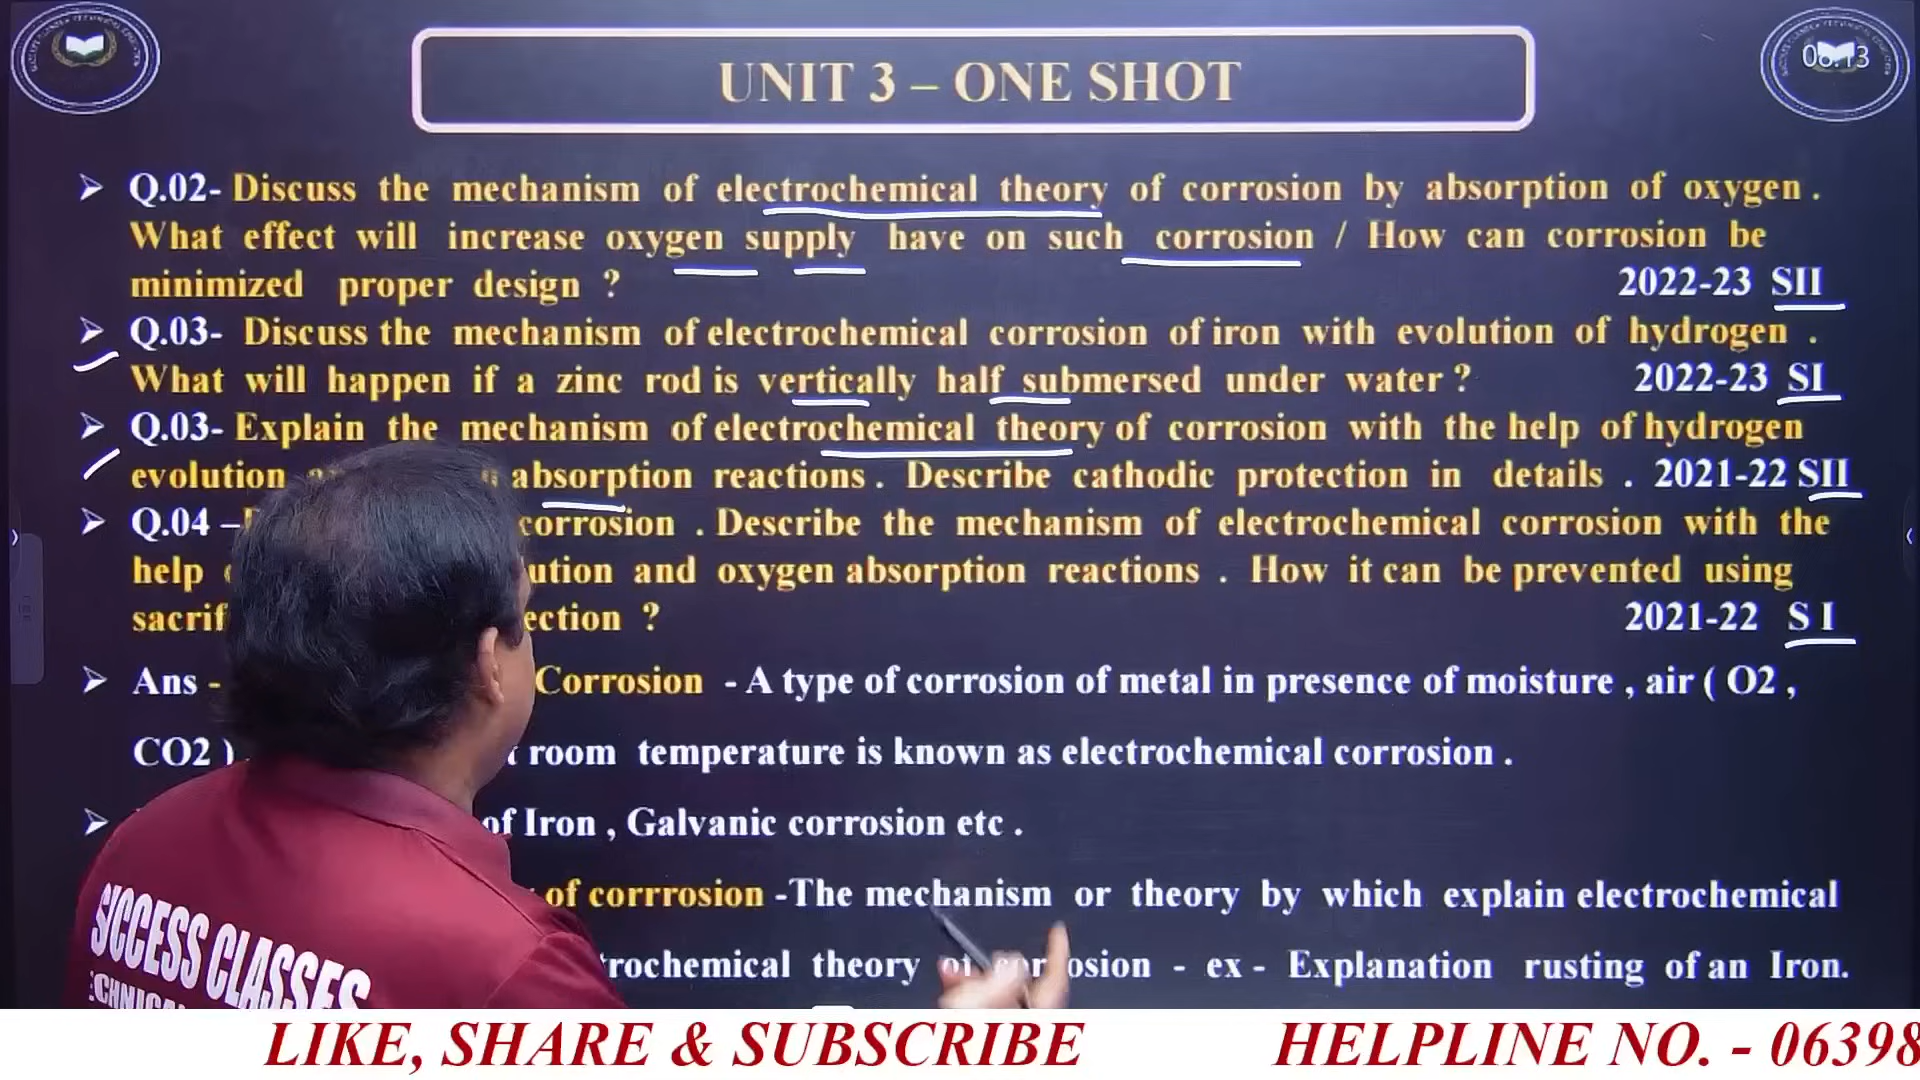 UNIT 3 – ONE SHOT
➢ Q.02- Discuss the mechanism of electrochemical theory of corrosion by absorption of oxygen .
What effect will increase oxygen supply have on such corrosion / How can corrosion be
minimized proper design ? 2022-23 SII
➢ Q.03- Discuss the mechanism of electrochemical corrosion of iron with evolution of hydrogen .
What will happen if a zinc rod is vertically half submersed under water ? 2022-23 SI
➢ Q.03- Explain the mechanism of electrochemical theory of corrosion with the help of hydrogen
evolution absorption reactions . Describe cathodic protection in details . 2021-22 SII
➢ Q.04 – corrosion . Describe the mechanism of electrochemical corrosion with the
help and oxygen absorption reactions . How it can be prevented using
? 2021-22 S I
➢ Ans - Corrosion - A type of corrosion of metal in presence of moisture , air ( O2 ,
CO2 ) room temperature is known as electrochemical corrosion .
➢ of Iron , Galvanic corrosion etc .
of corrrosion -The mechanism or theory by which explain electrochemical
theory - ex - Explanation rusting of an Iron.
SUCCESS CLASSES
LIKE, SHARE & SUBSCRIBE HELPLINE NO. - 06398